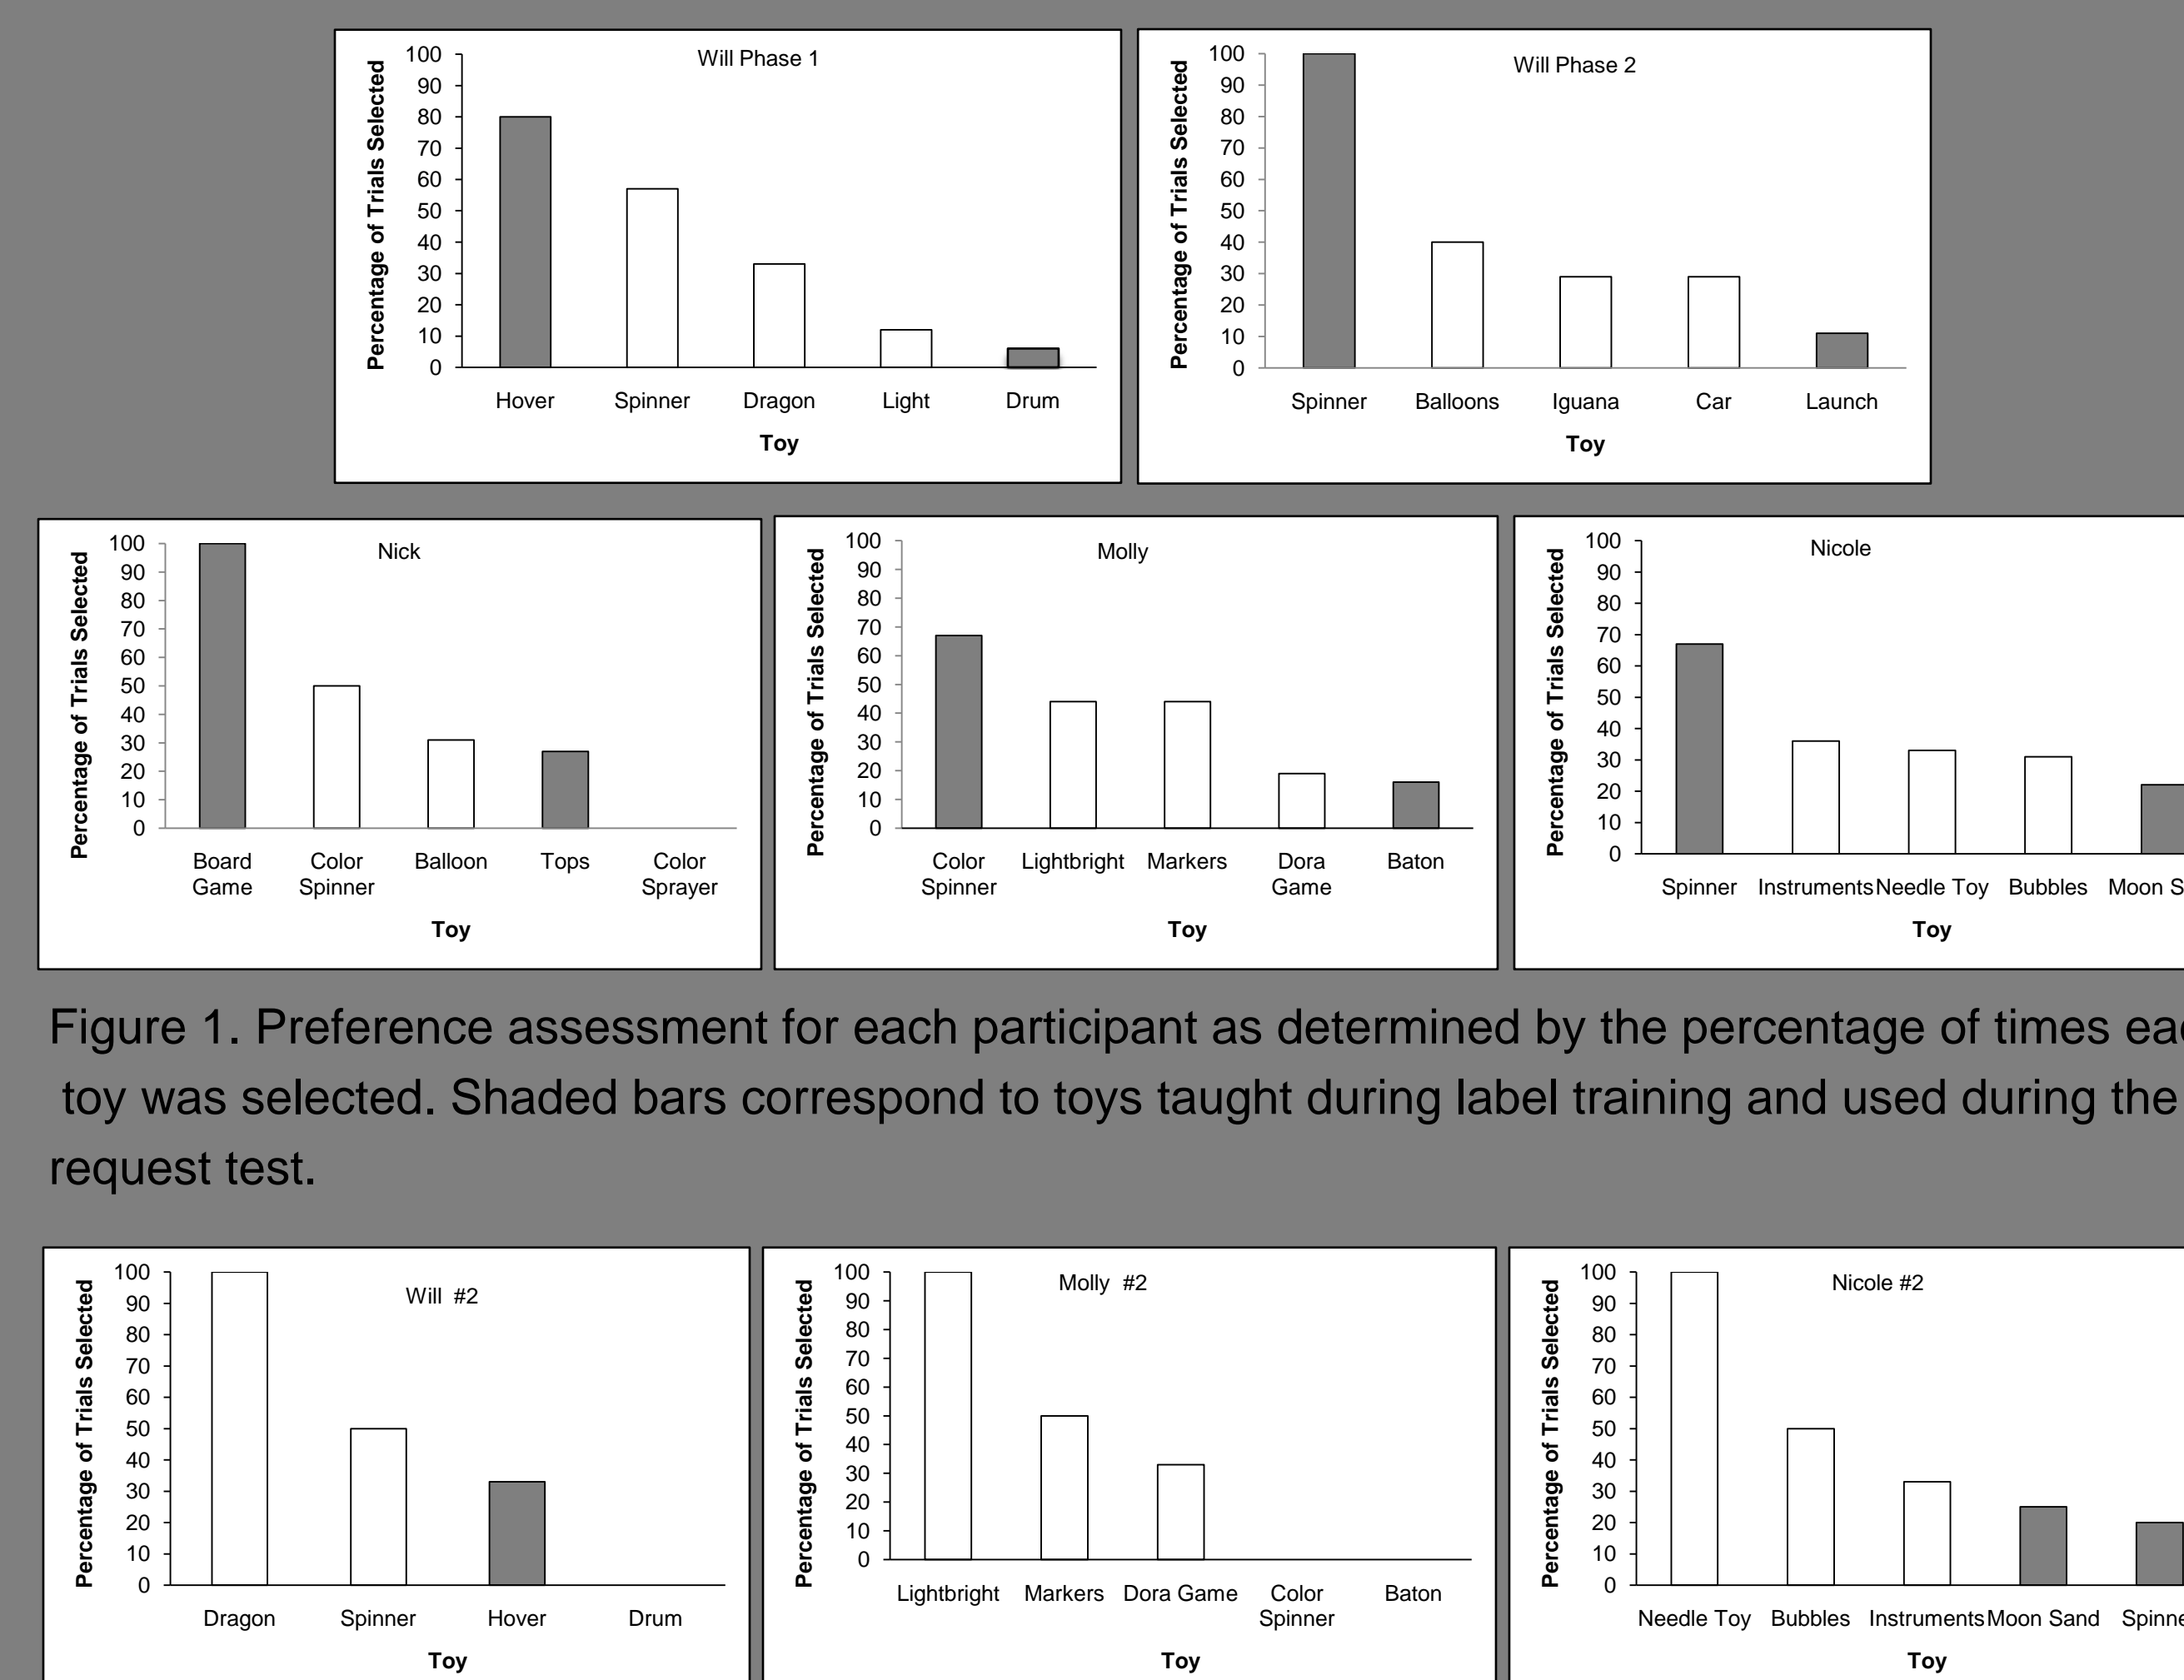 Will Phase 1
Percentage of Trials Selected
100
90
80
70
60
50
40
30
20
10
0
Hover Spinner Dragon Light Drum
Toy
Will Phase 2
Percentage of Trials Selected
100
90
80
70
60
50
40
30
20
10
0
Spinner Balloons Iguana Car Launch
Toy
Nick
Percentage of Trials Selected
100
90
80
70
60
50
40
30
20
10
0
Board Color Balloon Tops Color
Game Spinner Sprayer
Toy
Molly
Percentage of Trials Selected
100
90
80
70
60
50
40
30
20
10
0
Color Lightbright Markers Dora Baton
Spinner Game
Toy
Nicole
Percentage of Trials Selected
100
90
80
70
60
50
40
30
20
10
0
Spinner Instruments Needle Toy Bubbles Moon S
Toy
Figure 1. Preference assessment for each participant as determined by the percentage of times eac
toy was selected. Shaded bars correspond to toys taught during label training and used during the
request test.
Will #2
Percentage of Trials Selected
100
90
80
70
60
50
40
30
20
10
0
Dragon Spinner Hover Drum
Toy
Molly #2
Percentage of Trials Selected
100
90
80
70
60
50
40
30
20
10
0
Lightbright Markers Dora Game Color Baton
Spinner
Toy
Nicole #2
Percentage of Trials Selected
100
90
80
70
60
50
40
30
20
10
0
Needle Toy Bubbles Instruments Moon Sand Spinne
Toy